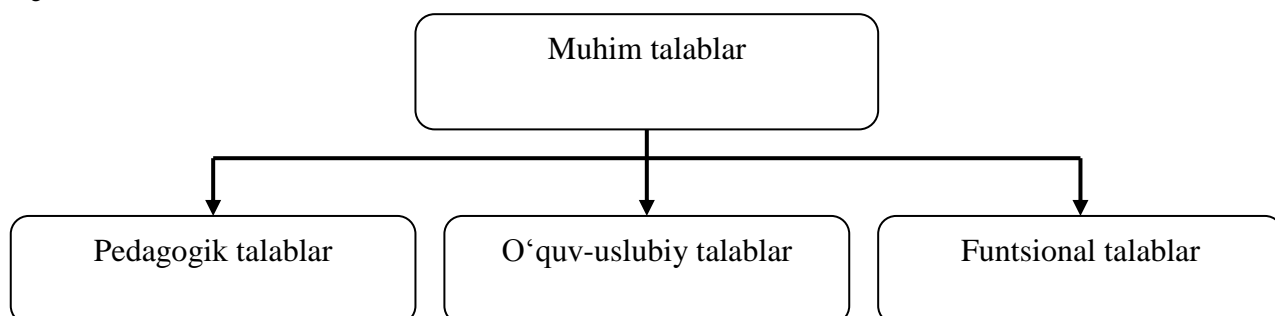 Muhim talablar
Pedagogik talablar
O‘quv-uslubiy talablar
Funtsional talablar